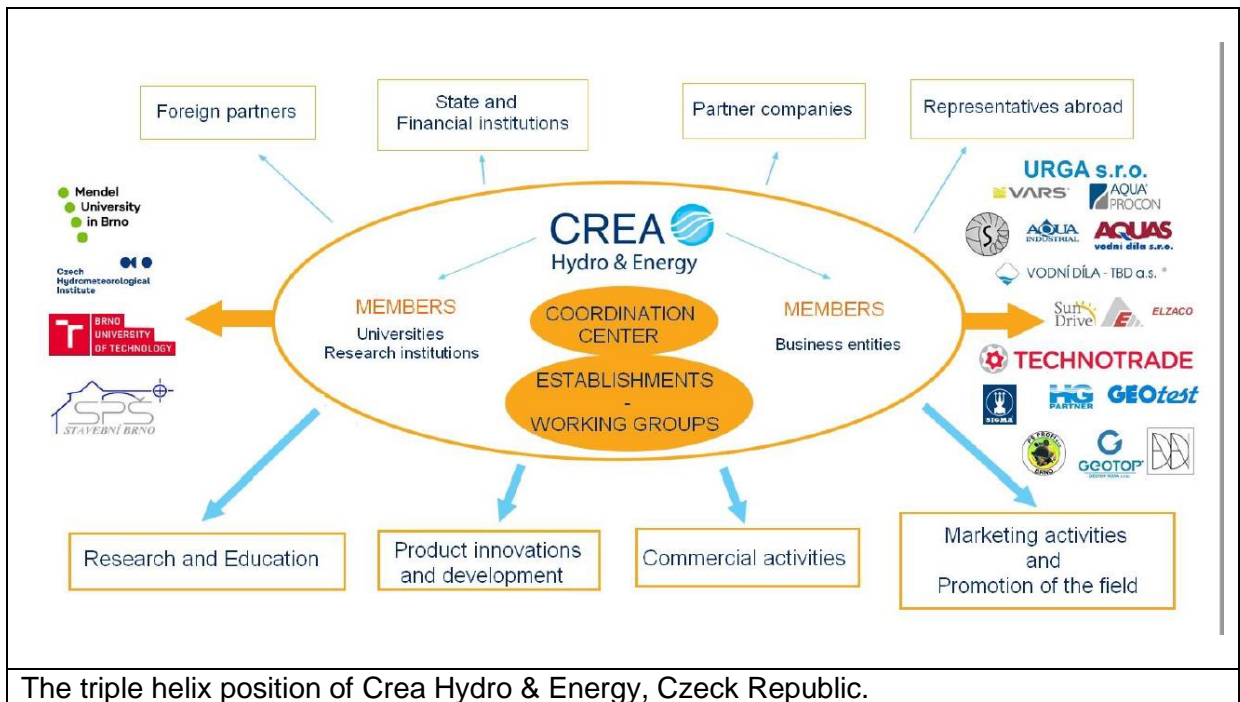 Foreign partners
State and
Financial institutions
Partner companies
Representatives abroad
Mendel
University
in Brno
Czech
Hydrometeorological
Institute
BRNO
UNIVERSITY
OF TECHNOLOGY
SPŠ
STAVEBNÍ BRNO
CREA
Hydro & Energy
MEMBERS
Universities
Research institutions
COORDINATION
CENTER
ESTABLISHMENTS
-
WORKING GROUPS
MEMBERS
Business entities
URGA s.r.o.
VARS
AQUA
PROCON
AQUA
INDUSTRIAL
AQUAS
vodní díla s.r.o.
VODNÍ DÍLA - TBD a.s.
Sun
Drive
ELZACO
TECHNOTRADE
SIGMA
HG
PARTNER
GEOtest
GEOTOP
Research and Education
Product innovations
and development
Commercial activities
Marketing activities
and
Promotion of the field
The triple helix position of Crea Hydro & Energy, Czeck Republic.